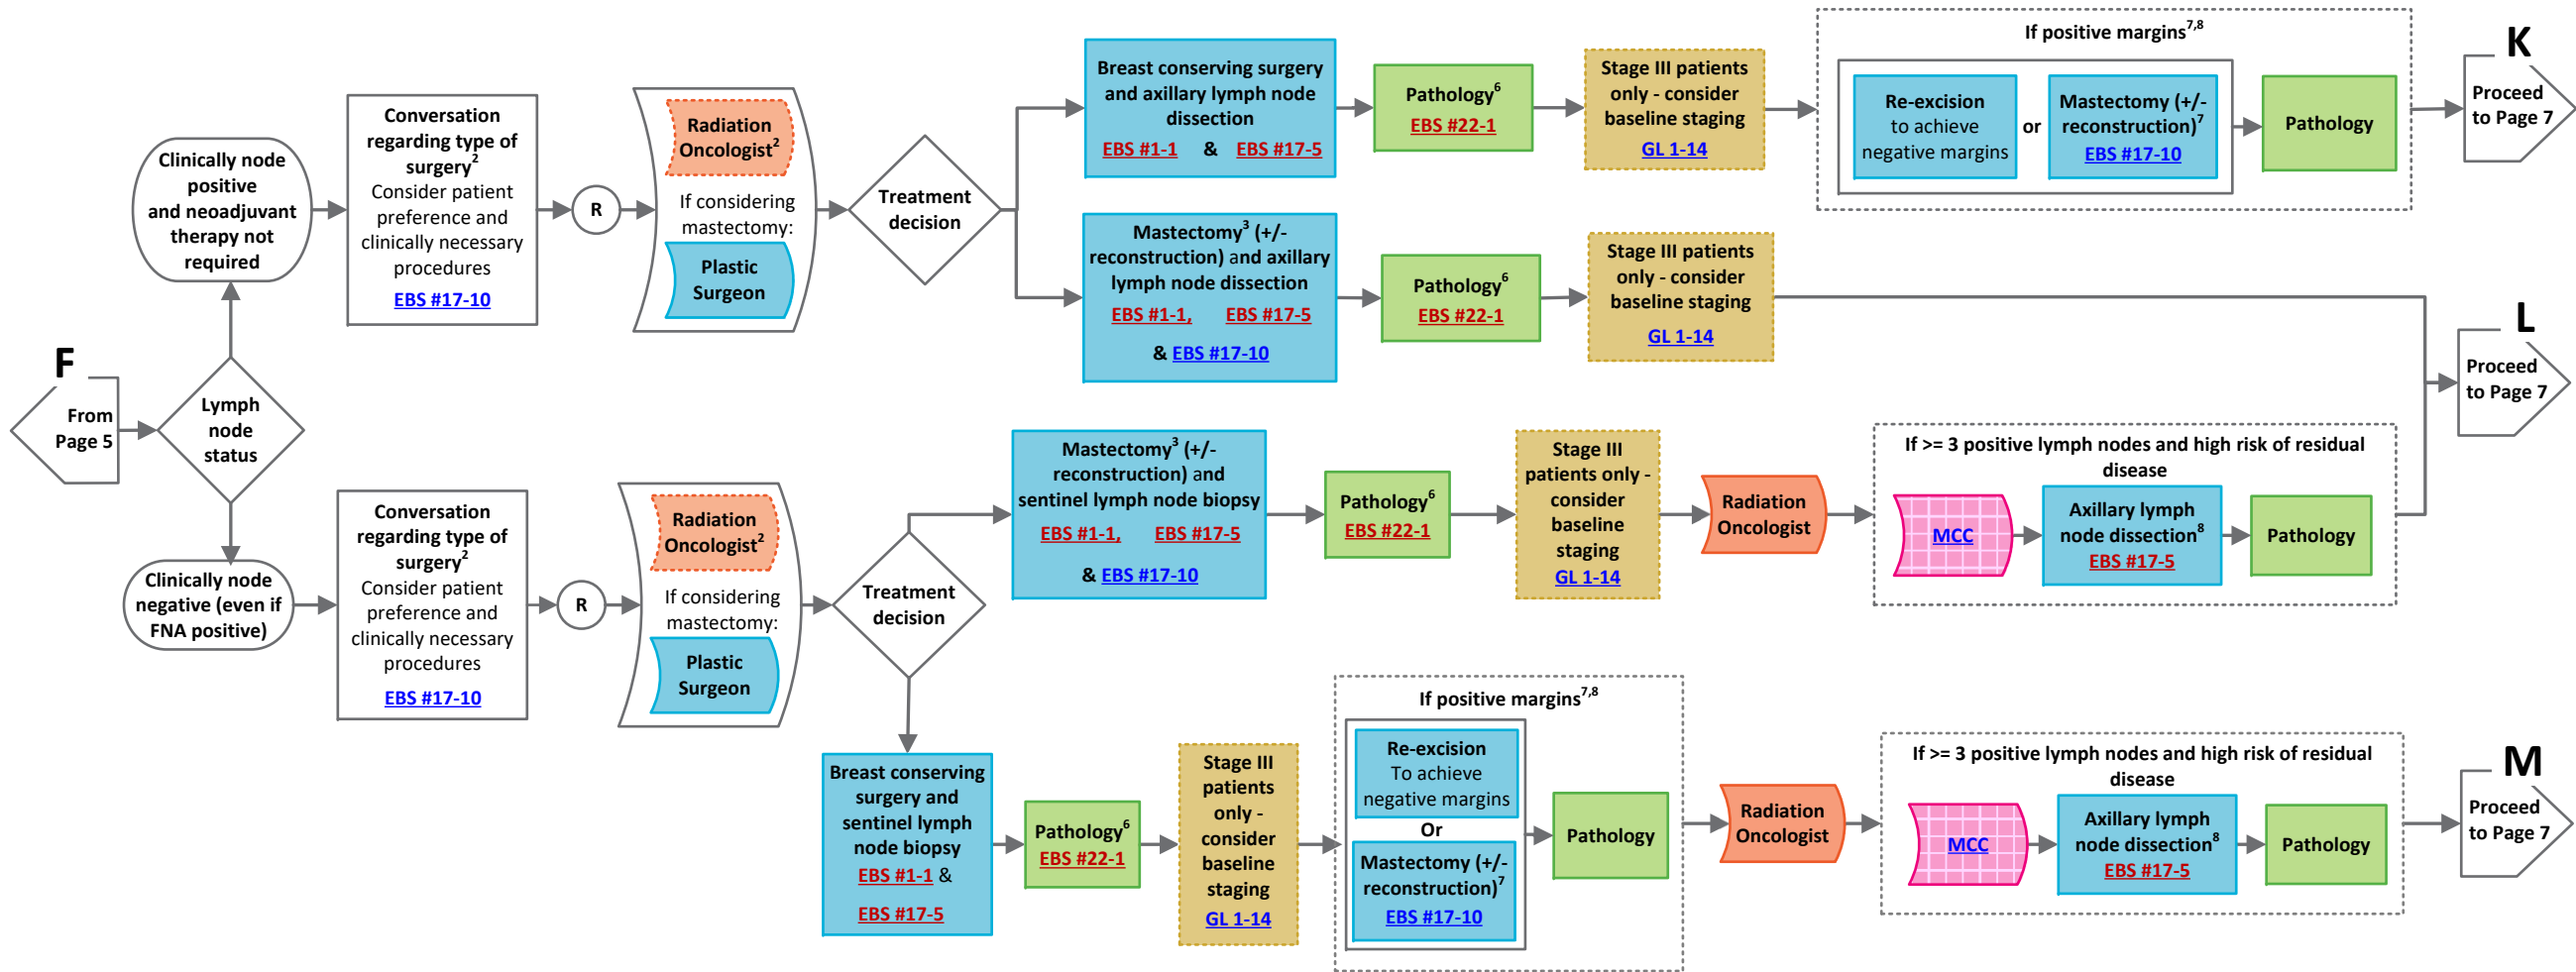 F
From
Page 5
Lymph
node
status
Clinically node
positive
and neoadjuvant
therapy not
required
Conversation
regarding type of
surgery2
Consider patient
preference and
clinically necessary
procedures
EBS #17-10
R
Radiation
Oncologist2
If considering
mastectomy:
Plastic
Surgeon
Treatment
decision
Breast conserving surgery
and axillary lymph node
dissection
EBS #1-1 & EBS #17-5
Pathology6
EBS #22-1
Stage III patients
only - consider
baseline staging
GL 1-14
If positive margins7,8
Re-excision
to achieve
negative margins
or
Mastectomy (+/-
reconstruction)7
EBS #17-10
Pathology
K
Proceed
to Page 7
Mastectomy3 (+/-
reconstruction) and axillary
lymph node dissection
EBS #1-1, EBS #17-5
& EBS #17-10
Pathology6
EBS #22-1
Stage III patients
only - consider
baseline staging
GL 1-14
L
Proceed
to Page 7
Clinically node
negative (even if
FNA positive)
Conversation
regarding type of
surgery2
Consider patient
preference and
clinically necessary
procedures
EBS #17-10
R
Radiation
Oncologist2
If considering
mastectomy:
Plastic
Surgeon
Treatment
decision
Mastectomy3 (+/-
reconstruction) and
sentinel lymph node biopsy
EBS #1-1, EBS #17-5
& EBS #17-10
Pathology6
EBS #22-1
Stage III
patients only -
consider
baseline
staging
GL 1-14
Radiation
Oncologist
If >= 3 positive lymph nodes and high risk of residual
disease
MCC
Axillary lymph
node dissection8
EBS #17-5
Pathology
Breast conserving
surgery and
sentinel lymph
node biopsy
EBS #1-1 &
EBS #17-5
Pathology6
EBS #22-1
Stage III
patients
only -
consider
baseline
staging
GL 1-14
If positive margins7,8
Re-excision
To achieve
negative margins
Or
Mastectomy (+/-
reconstruction)7
EBS #17-10
Pathology
Radiation
Oncologist
If >= 3 positive lymph nodes and high risk of residual
disease
MCC
Axillary lymph
node dissection8
EBS #17-5
Pathology
M
Proceed
to Page 7